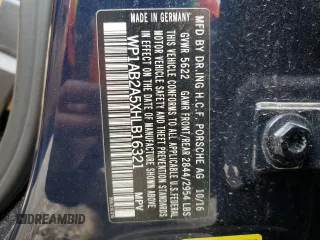 MADE IN GERMANY
MFD BY DR.ING H.C.F. PORSCHE AG 10/16
GVWR 5622 GAWR FRONT/REAR 2844/2954 LBS
THIS VEHICLE CONFORMS TO ALL APPLICABLE U.S. FEDERAL
MOTOR VEHICLE SAFETY AND THEFT PREVENTION STANDARDS
IN EFFECT ON THE DATE OF MANUFACTURE SHOWN ABOVE.
WP1AB2A5XHLB16321 MPV
DREAMBID